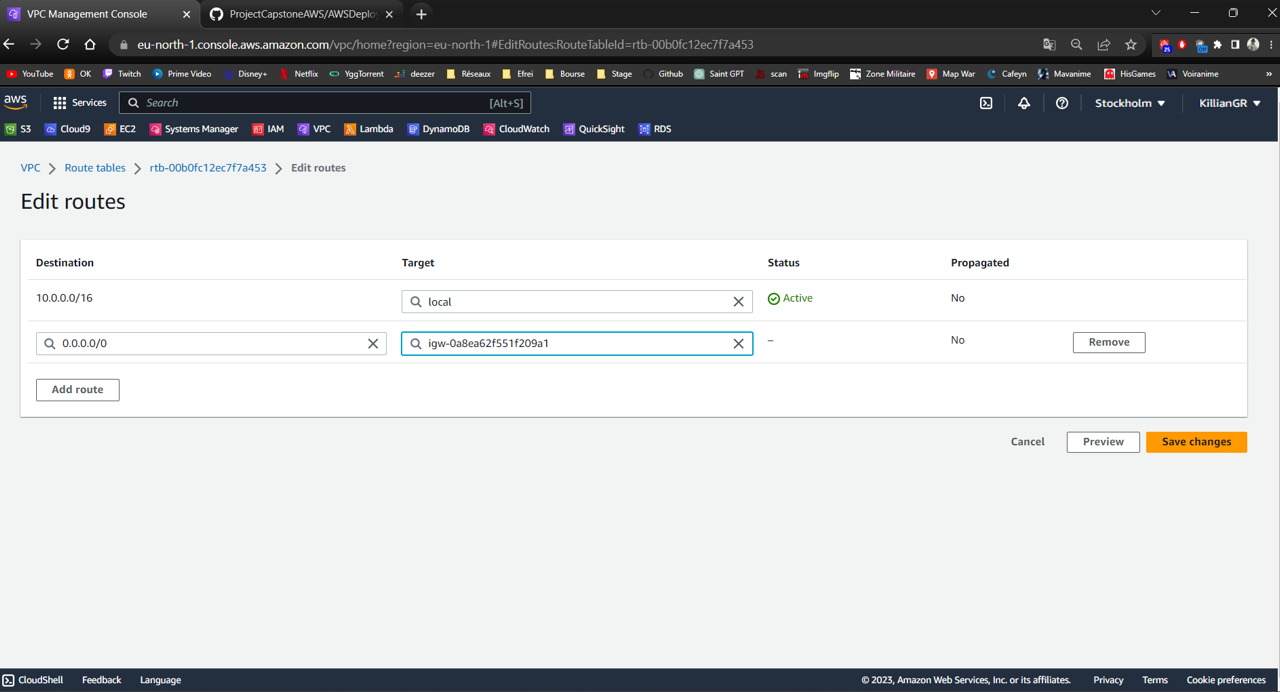 VPC Management Console
ProjectCapstoneAWS/AWSDeploy
eu-north-1.console.aws.amazon.com/vpc/home?region=eu-north-1#EditRoutes:RouteTableId=rtb-00b0fc12ec7f7a453
YouTube OK Twitch Prime Video Disney+ Netflix YggTorrent deezer Réseaux Efrei Bourse Stage Github Saint GPT scan Imgflip Zone Militaire Map War Cafeyn Mavanime HisGames Voiranime »
aws Services Search [Alt+S] Stockholm KillianGR
S3 Cloud9 EC2 Systems Manager IAM VPC Lambda DynamoDB CloudWatch QuickSight RDS
VPC Route tables rtb-00b0fc12ec7f7a453 Edit routes
Edit routes
Destination Target Status Propagated
10.0.0.0/16 local Active No
0.0.0.0/0 igw-0a8ea62f551f209a1 – No Remove
Add route
Cancel Preview Save changes
CloudShell Feedback Language © 2023, Amazon Web Services, Inc. or its affiliates. Privacy Terms Cookie preferences